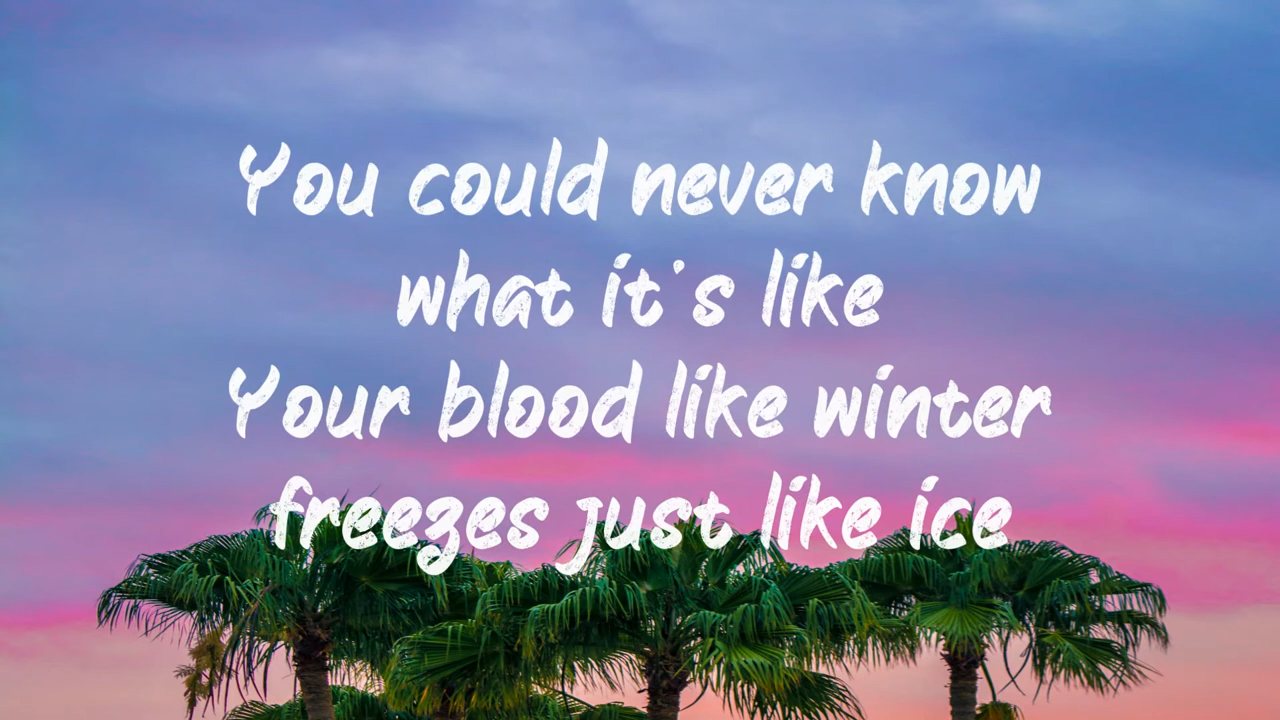 You could never know
what it's like
Your blood like winter
freezes just like ice